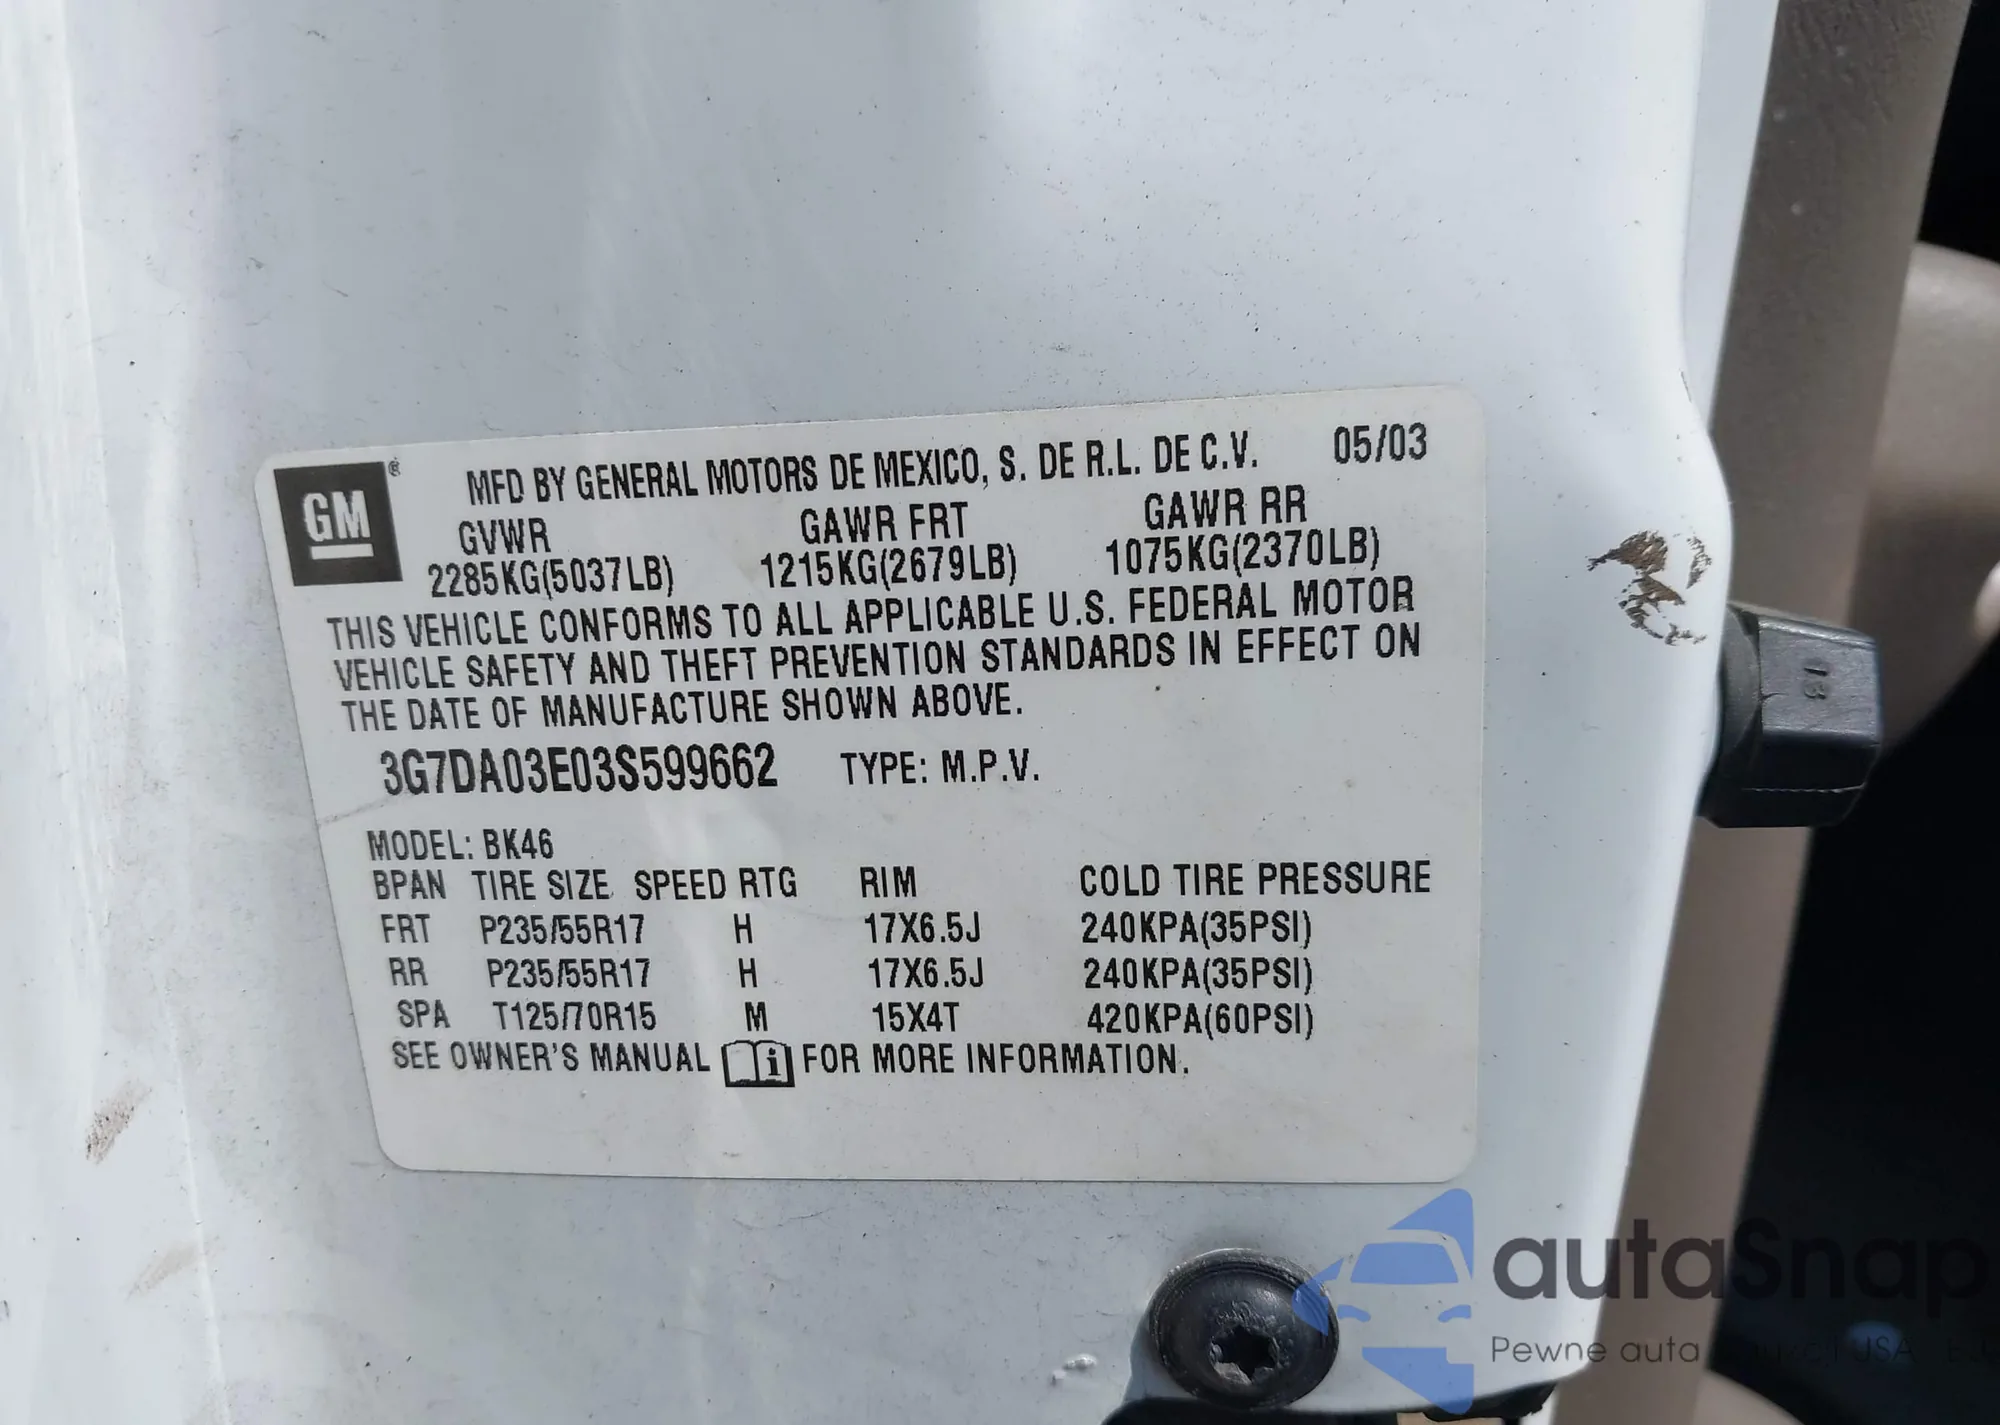 GM ®
MFD BY GENERAL MOTORS DE MEXICO, S. DE R.L. DE C.V. 05/03
GVWR GAWR FRT GAWR RR
2285KG(5037LB) 1215KG(2679LB) 1075KG(2370LB)
THIS VEHICLE CONFORMS TO ALL APPLICABLE U.S. FEDERAL MOTOR
VEHICLE SAFETY AND THEFT PREVENTION STANDARDS IN EFFECT ON
THE DATE OF MANUFACTURE SHOWN ABOVE.
3G7DA03E03S599662 TYPE: M.P.V.
MODEL: BK46
BPAN TIRE SIZE SPEED RTG RIM COLD TIRE PRESSURE
FRT P235/55R17 H 17X6.5J 240KPA(35PSI)
RR P235/55R17 H 17X6.5J 240KPA(35PSI)
SPA T125/70R15 M 15X4T 420KPA(60PSI)
SEE OWNER'S MANUAL i FOR MORE INFORMATION.
autaSnap
Pewne auta USA